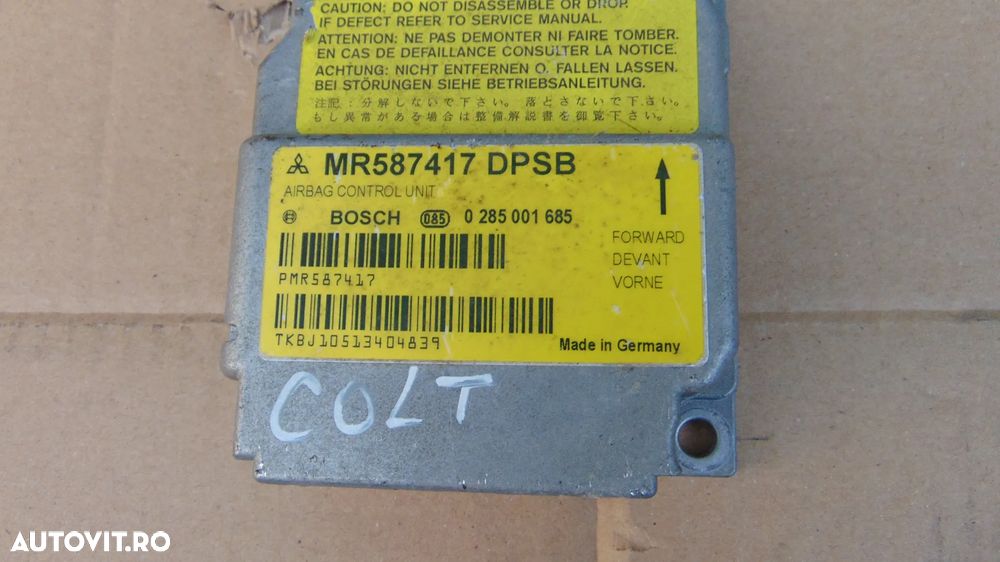 CAUTION: DO NOT DISASSEMBLE OR DROP.
IF DEFECT REFER TO SERVICE MANUAL.
ATTENTION: NE PAS DEMONTER NI FAIRE TOMBER.
EN CAS DE DEFAILLANCE CONSULTER LA NOTICE.
ACHTUNG: NICHT ENTFERNEN O. FALLEN LASSEN.
BEI STÖRUNGEN SIEHE BETRIEBSANLEITUNG.
注記：分解しないで下さい。落とさないで下さい。
もし異常がある場合は整備解説書を御覧下さい
MR587417 DPSB
AIRBAG CONTROL UNIT
BOSCH 085 0 285 001 685
FORWARD
DEVANT
VORNE
PMR587417
TKBJ10513404839
Made in Germany
COLT
AUTOVIT.RO